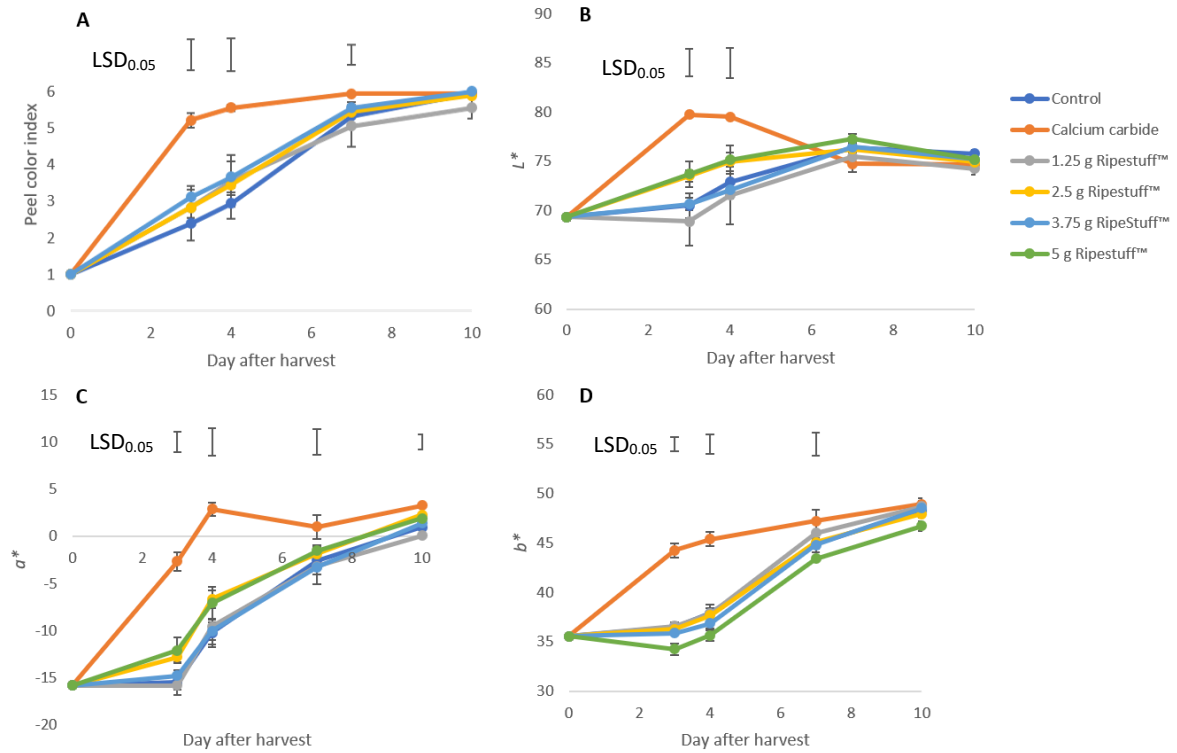 A
LSD0.05
6
5
4
3
2
1
0
0 2 4 6 8 10
Peel color index
Day after harvest
B
LSD0.05
90
85
80
75
70
65
60
0 2 4 6 8 10
L*
Day after harvest
Control
Calcium carbide
1.25 g Ripestuff™
2.5 g Ripestuff™
3.75 g RipeStuff™
5 g Ripestuff™
C
LSD0.05
15
10
5
0
-5
-10
-15
-20
0 2 4 6 8 10
a*
Day after harvest
D
LSD0.05
60
55
50
45
40
35
30
0 2 4 6 8 10
b*
Day after harvest